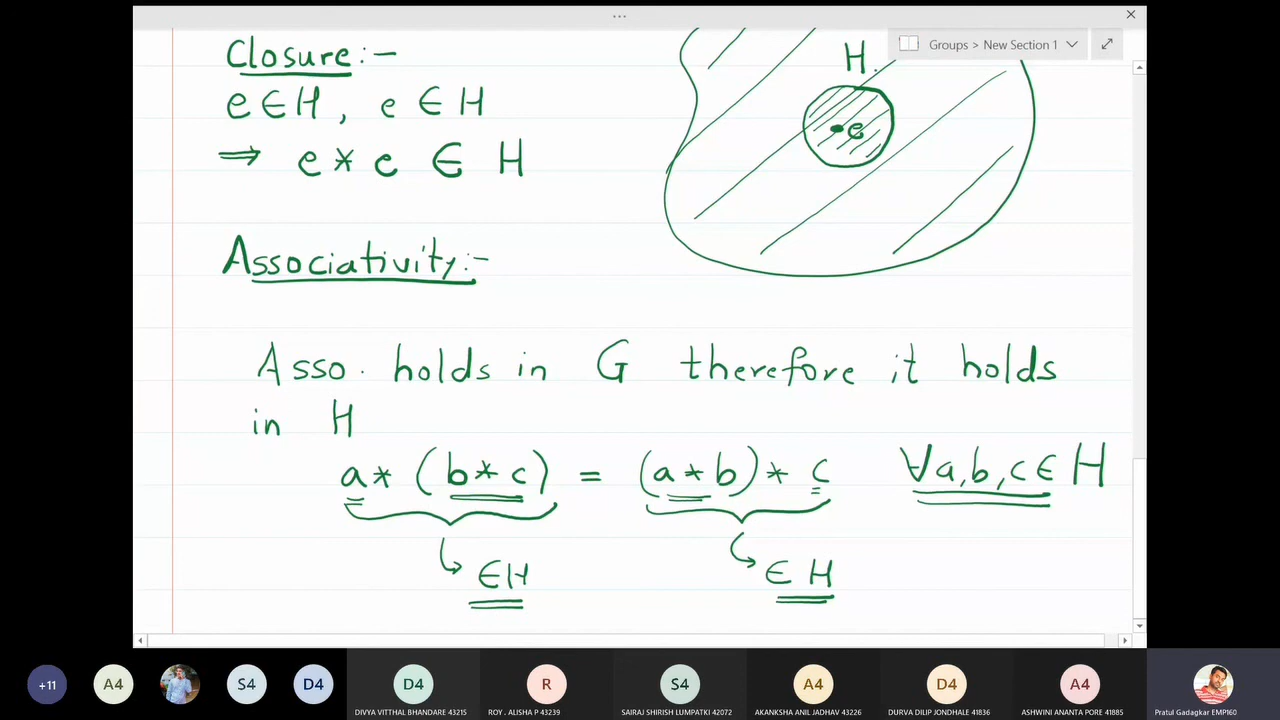 Groups > New Section 1
Closure :-
H.
e ∈ H , e ∈ H
e
⇒ e * e ∈ H
Associativity :-
Asso. holds in G therefore it holds
in H
a * ( b * c ) = ( a * b ) * c ∀ a, b, c ∈ H
∈ H ∈ H
+11 A4 S4 D4 D4 R S4 A4 D4 A4
DIVYA VITTHAL BHANDARE 43215 ROY . ALISHA P 43239 SAIRAJ SHIRISH LUMPATKI 42072 AKANKSHA ANIL JADHAV 43226 DURVA DILIP JONDHALE 41836 ASHWINI ANANTA PORE 41885 Pratul Gadagkar EMP160